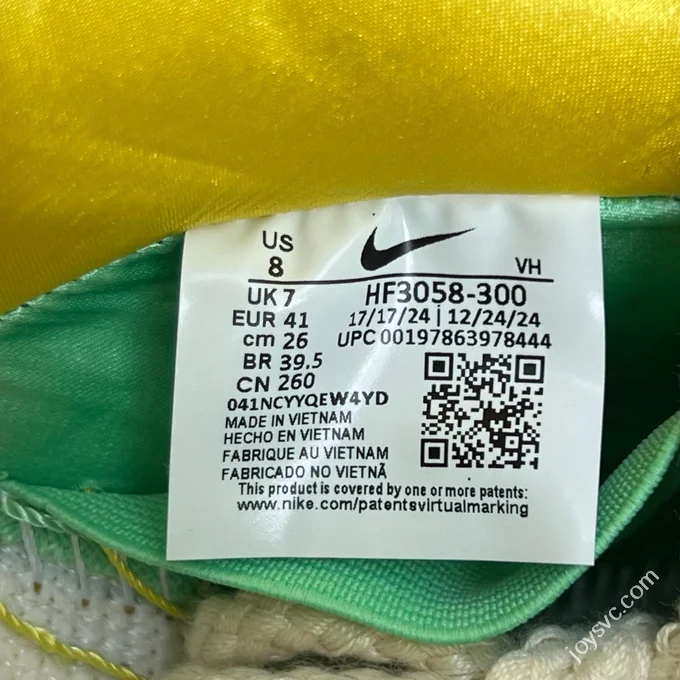 US
8
VH
UK 7
HF3058-300
EUR 41
17/17/24 | 12/24/24
cm 26
UPC 00197863978444
BR 39.5
CN 260
041NCYYQEW4YD
MADE IN VIETNAM
HECHO EN VIETNAM
FABRIQUE AU VIETNAM
FABRICADO NO VIETNÃ
This product is covered by one or more patents:
www.nike.com/patentsvirtualmarking
joysvc.com